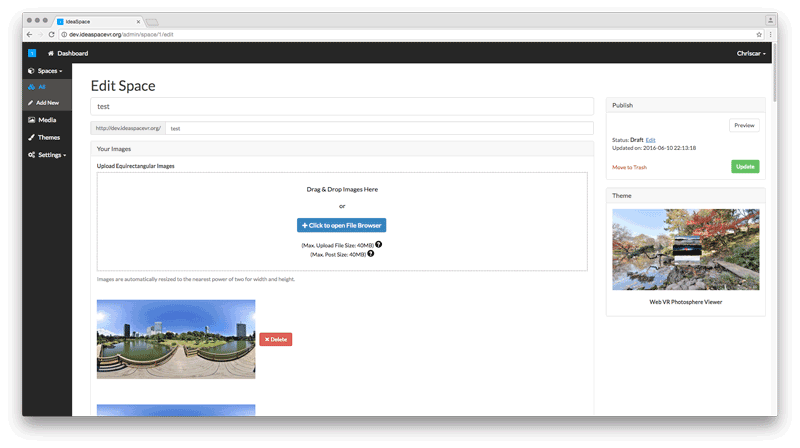 IdeaSpace
dev.ideaspacevr.org/admin/space/1/edit
Dashboard
Chriscar
Spaces
All
Add New
Media
Themes
Settings
Edit Space
test
http://dev.ideaspacevr.org/ test
Your Images
Upload Equirectangular Images
Drag & Drop Images Here
or
Click to open File Browser
[Max. Upload File Size: 40MB]
[Max. Post Size: 40MB]
Images are automatically resized to the nearest power of two for width and height.
Delete
Publish
Preview
Status: Draft Edit
Updated on: 2016-06-10 22:13:18
Move to Trash
Update
Theme
Web VR Photosphere Viewer